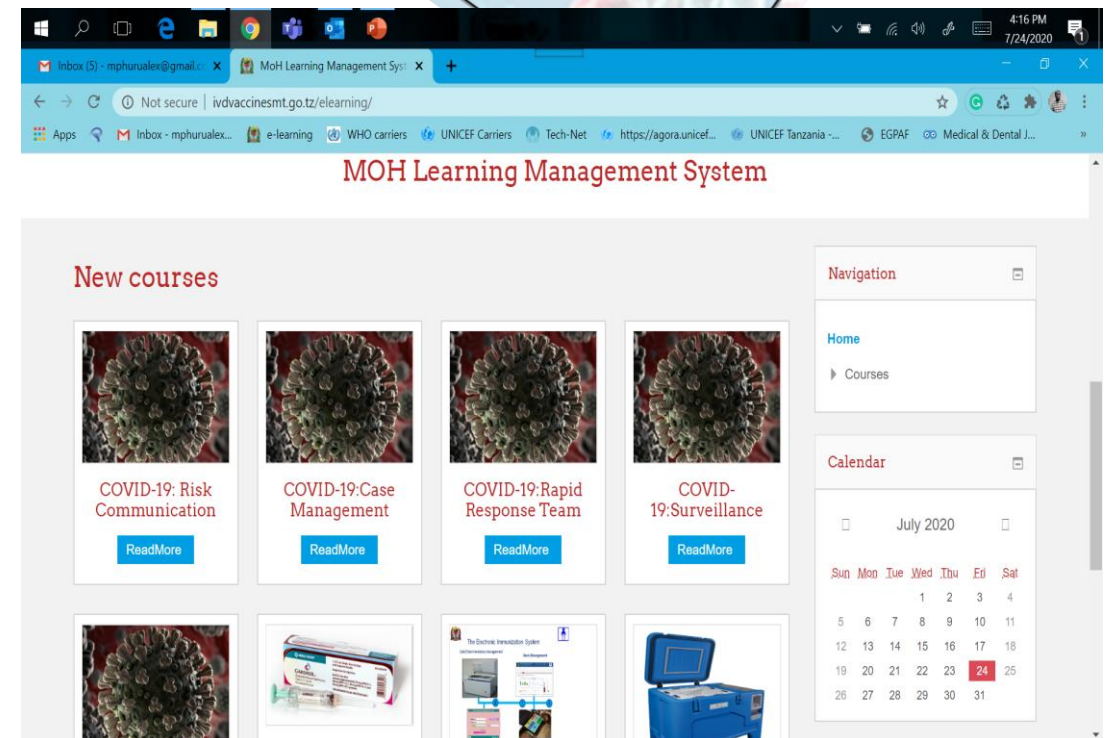 4:16 PM
7/24/2020
Inbox (5) - mphurualex@gmail.c
MoH Learning Management Syst
Not secure | ivdvaccinesmt.go.tz/elearning/
Apps
Inbox - mphurualex...
e-learning
WHO carriers
UNICEF Carriers
Tech-Net
https://agora.unicef...
UNICEF Tanzania -...
EGPAF
Medical & Dental J...
MOH Learning Management System
New courses
COVID-19: Risk
Communication
ReadMore
COVID-19:Case
Management
ReadMore
COVID-19:Rapid
Response Team
ReadMore
COVID-
19:Surveillance
ReadMore
The Electronic Immunization System
Navigation
Home
Courses
Calendar
July 2020
Sun Mon Tue Wed Thu Fri Sat
1 2 3 4
5 6 7 8 9 10 11
12 13 14 15 16 17 18
19 20 21 22 23 24 25
26 27 28 29 30 31